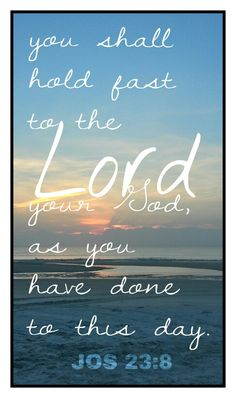 you shall
hold fast
to the
Lord
your God,
as you
have done
to this day.
JOS 23:8